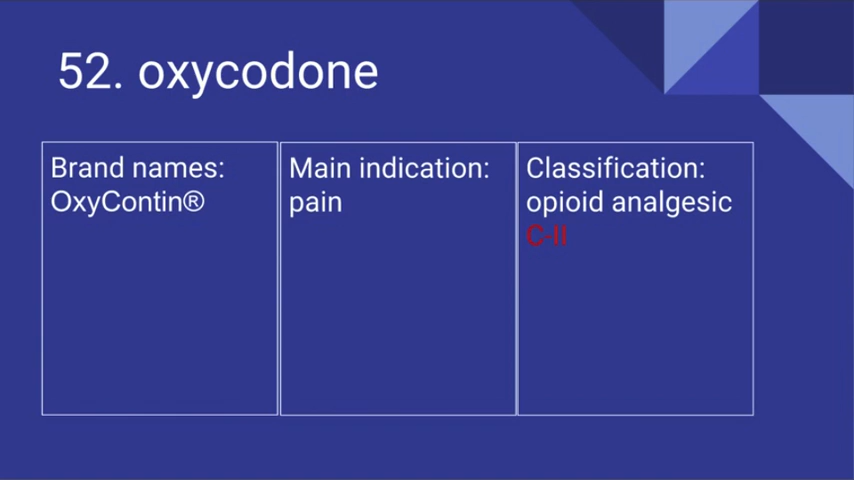 52. oxycodone
Brand names:
OxyContin®
Main indication:
pain
Classification:
opioid analgesic
C-II